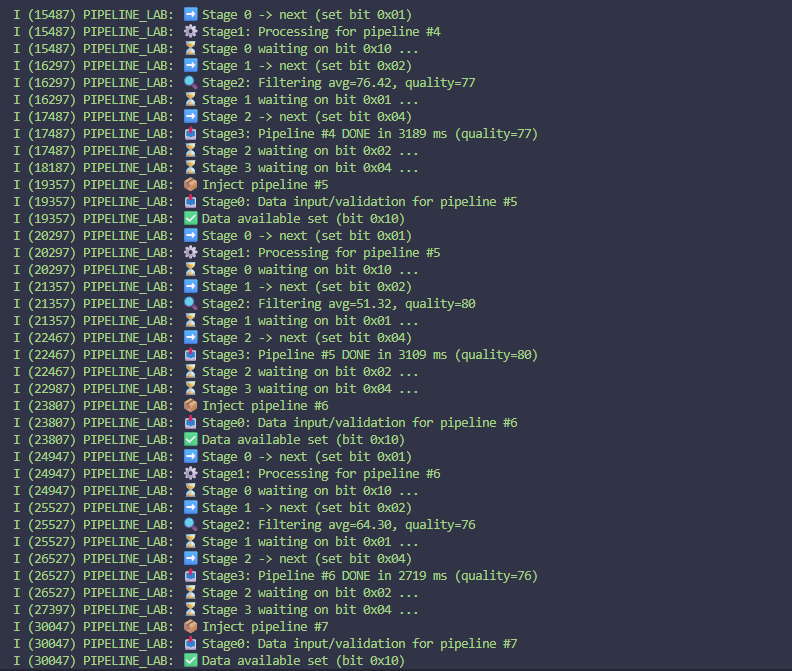 I (15487) PIPELINE_LAB: ➡️ Stage 0 -> next (set bit 0x01)
I (15487) PIPELINE_LAB: ⚙️ Stage1: Processing for pipeline #4
I (15487) PIPELINE_LAB: ⏳ Stage 0 waiting on bit 0x10 ...
I (16297) PIPELINE_LAB: ➡️ Stage 1 -> next (set bit 0x02)
I (16297) PIPELINE_LAB: 🔍 Stage2: Filtering avg=76.42, quality=77
I (16297) PIPELINE_LAB: ⏳ Stage 1 waiting on bit 0x01 ...
I (17487) PIPELINE_LAB: ➡️ Stage 2 -> next (set bit 0x04)
I (17487) PIPELINE_LAB: 📤 Stage3: Pipeline #4 DONE in 3189 ms (quality=77)
I (17487) PIPELINE_LAB: ⏳ Stage 2 waiting on bit 0x02 ...
I (18187) PIPELINE_LAB: ⏳ Stage 3 waiting on bit 0x04 ...
I (19357) PIPELINE_LAB: 📦 Inject pipeline #5
I (19357) PIPELINE_LAB: 📥 Stage0: Data input/validation for pipeline #5
I (19357) PIPELINE_LAB: ✅ Data available set (bit 0x10)
I (20297) PIPELINE_LAB: ➡️ Stage 0 -> next (set bit 0x01)
I (20297) PIPELINE_LAB: ⚙️ Stage1: Processing for pipeline #5
I (20297) PIPELINE_LAB: ⏳ Stage 0 waiting on bit 0x10 ...
I (21357) PIPELINE_LAB: ➡️ Stage 1 -> next (set bit 0x02)
I (21357) PIPELINE_LAB: 🔍 Stage2: Filtering avg=51.32, quality=80
I (21357) PIPELINE_LAB: ⏳ Stage 1 waiting on bit 0x01 ...
I (22467) PIPELINE_LAB: ➡️ Stage 2 -> next (set bit 0x04)
I (22467) PIPELINE_LAB: 📤 Stage3: Pipeline #5 DONE in 3109 ms (quality=80)
I (22467) PIPELINE_LAB: ⏳ Stage 2 waiting on bit 0x02 ...
I (22987) PIPELINE_LAB: ⏳ Stage 3 waiting on bit 0x04 ...
I (23807) PIPELINE_LAB: 📦 Inject pipeline #6
I (23807) PIPELINE_LAB: 📥 Stage0: Data input/validation for pipeline #6
I (23807) PIPELINE_LAB: ✅ Data available set (bit 0x10)
I (24947) PIPELINE_LAB: ➡️ Stage 0 -> next (set bit 0x01)
I (24947) PIPELINE_LAB: ⚙️ Stage1: Processing for pipeline #6
I (24947) PIPELINE_LAB: ⏳ Stage 0 waiting on bit 0x10 ...
I (25527) PIPELINE_LAB: ➡️ Stage 1 -> next (set bit 0x02)
I (25527) PIPELINE_LAB: 🔍 Stage2: Filtering avg=64.30, quality=76
I (25527) PIPELINE_LAB: ⏳ Stage 1 waiting on bit 0x01 ...
I (26527) PIPELINE_LAB: ➡️ Stage 2 -> next (set bit 0x04)
I (26527) PIPELINE_LAB: 📤 Stage3: Pipeline #6 DONE in 2719 ms (quality=76)
I (26527) PIPELINE_LAB: ⏳ Stage 2 waiting on bit 0x02 ...
I (27397) PIPELINE_LAB: ⏳ Stage 3 waiting on bit 0x04 ...
I (30047) PIPELINE_LAB: 📦 Inject pipeline #7
I (30047) PIPELINE_LAB: 📥 Stage0: Data input/validation for pipeline #7
I (30047) PIPELINE_LAB: ✅ Data available set (bit 0x10)